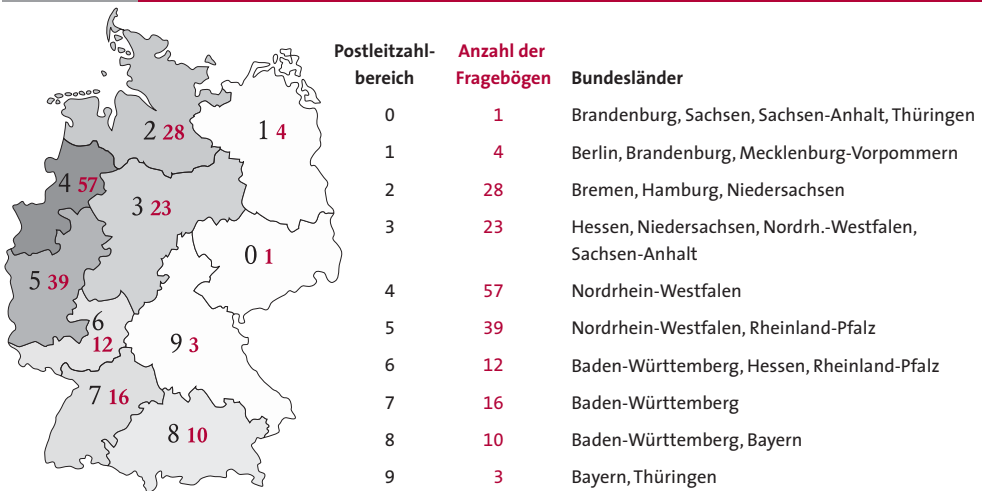 Postleitzahl-
bereich
Anzahl der
Fragebögen
Bundesländer
0 1 Brandenburg, Sachsen, Sachsen-Anhalt, Thüringen
1 4 Berlin, Brandenburg, Mecklenburg-Vorpommern
2 28 Bremen, Hamburg, Niedersachsen
3 23 Hessen, Niedersachsen, Nordrh.-Westfalen,
Sachsen-Anhalt
4 57 Nordrhein-Westfalen
5 39 Nordrhein-Westfalen, Rheinland-Pfalz
6 12 Baden-Württemberg, Hessen, Rheinland-Pfalz
7 16 Baden-Württemberg
8 10 Baden-Württemberg, Bayern
9 3 Bayern, Thüringen
2 28
1 4
4 57
3 23
0 1
5 39
6
12
9 3
7 16
8 10